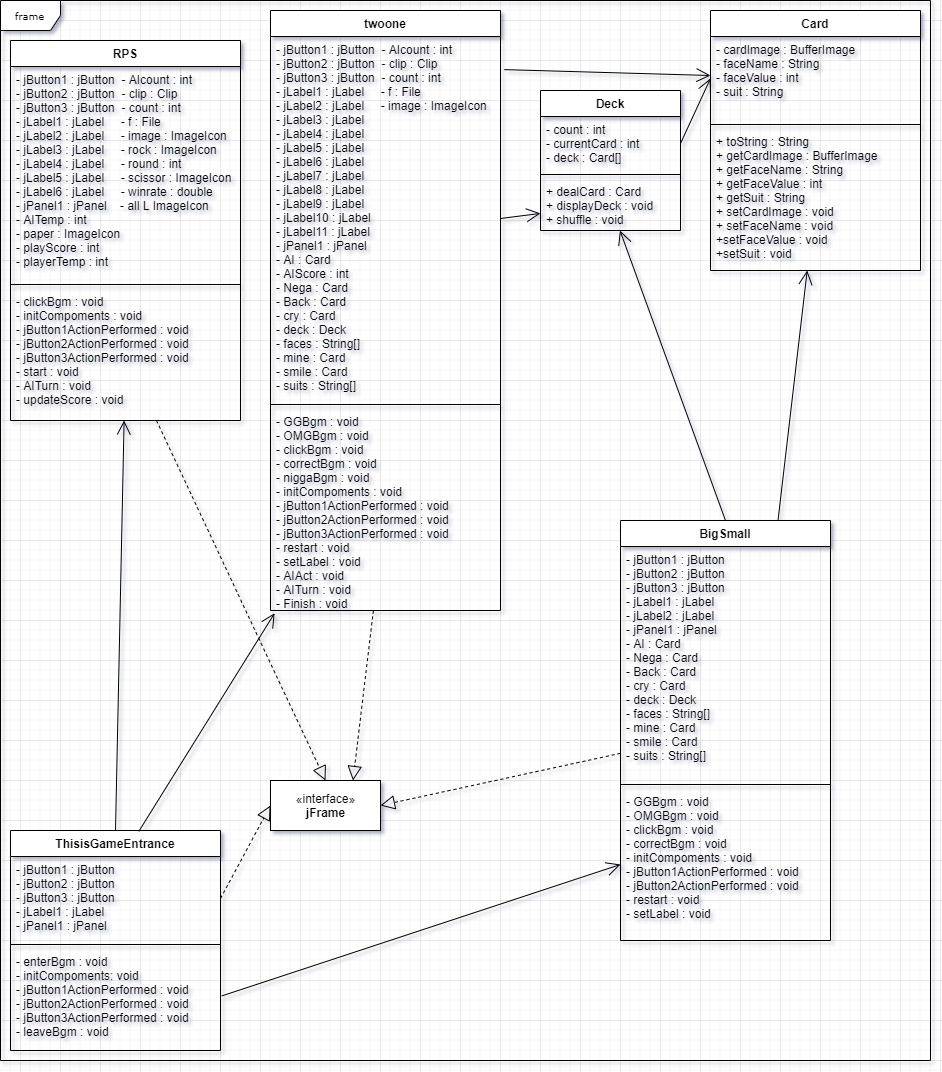 frame
RPS
- jButton1 : jButton - AIcount : int
- jButton2 : jButton - clip : Clip
- jButton3 : jButton - count : int
- jLabel1 : jLabel - f : File
- jLabel2 : jLabel - image : ImageIcon
- jLabel3 : jLabel - rock : ImageIcon
- jLabel4 : jLabel - round : int
- jLabel5 : jLabel - scissor : ImageIcon
- jLabel6 : jLabel - winrate : double
- jPanel1 : jPanel - all L ImageIcon
- AITemp : int
- paper : ImageIcon
- playScore : int
- playerTemp : int
- clickBgm : void
- initCompoments : void
- jButton1ActionPerformed : void
- jButton2ActionPerformed : void
- jButton3ActionPerformed : void
- start : void
- AITurn : void
- updateScore : void
twoone
- jButton1 : jButton - AIcount : int
- jButton2 : jButton - clip : Clip
- jButton3 : jButton - count : int
- jLabel1 : jLabel - f : File
- jLabel2 : jLabel - image : ImageIcon
- jLabel3 : jLabel
- jLabel4 : jLabel
- jLabel5 : jLabel
- jLabel6 : jLabel
- jLabel7 : jLabel
- jLabel8 : jLabel
- jLabel9 : jLabel
- jLabel10 : jLabel
- jLabel11 : jLabel
- jPanel1 : jPanel
- AI : Card
- AIScore : int
- Nega : Card
- Back : Card
- cry : Card
- deck : Deck
- faces : String[]
- mine : Card
- smile : Card
- suits : String[]
- GGBgm : void
- OMGBgm : void
- clickBgm : void
- correctBgm : void
- niggaBgm : void
- initCompoments : void
- jButton1ActionPerformed : void
- jButton2ActionPerformed : void
- jButton3ActionPerformed : void
- restart : void
- setLabel : void
- AIAct : void
- AITurn : void
- Finish : void
Deck
- count : int
- currentCard : int
- deck : Card[]
+ dealCard : Card
+ displayDeck : void
+ shuffle : void
Card
- cardImage : BufferImage
- faceName : String
- faceValue : int
- suit : String
+ toString : String
+ getCardImage : BufferImage
+ getFaceName : String
+ getFaceValue : int
+ getSuit : String
+ setCardImage : void
+ setFaceName : void
+setFaceValue : void
+setSuit : void
BigSmall
- jButton1 : jButton
- jButton2 : jButton
- jButton3 : jButton
- jLabel1 : jLabel
- jLabel2 : jLabel
- jPanel1 : jPanel
- AI : Card
- Nega : Card
- Back : Card
- cry : Card
- deck : Deck
- faces : String[]
- mine : Card
- smile : Card
- suits : String[]
- GGBgm : void
- OMGBgm : void
- clickBgm : void
- correctBgm : void
- initCompoments : void
- jButton1ActionPerformed : void
- jButton2ActionPerformed : void
- restart : void
- setLabel : void
«interface»
jFrame
ThisisGameEntrance
- jButton1 : jButton
- jButton2 : jButton
- jButton3 : jButton
- jLabel1 : jLabel
- jPanel1 : jPanel
- enterBgm : void
- initCompoments: void
- jButton1ActionPerformed : void
- jButton2ActionPerformed : void
- jButton3ActionPerformed : void
- leaveBgm : void